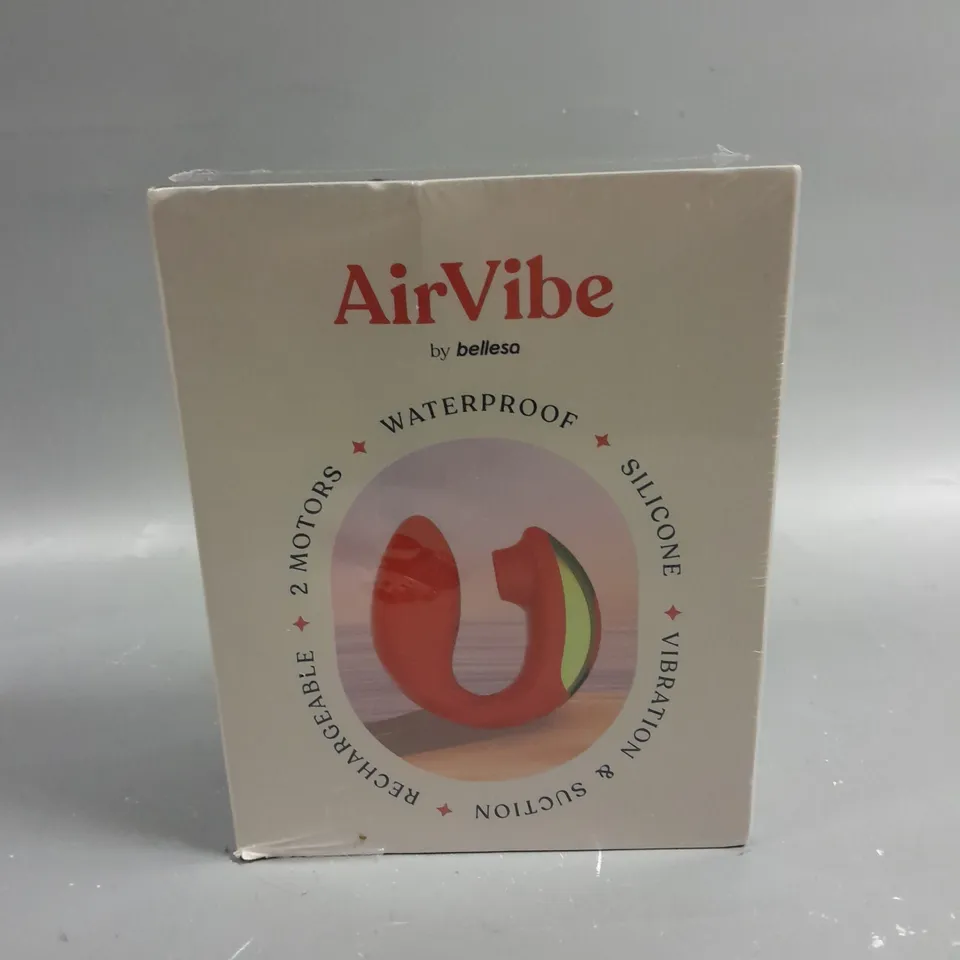 AirVibe
by bellesa
WATERPROOF
SILICONE
VIBRATION & SUCTION
RECHARGEABLE
2 MOTORS